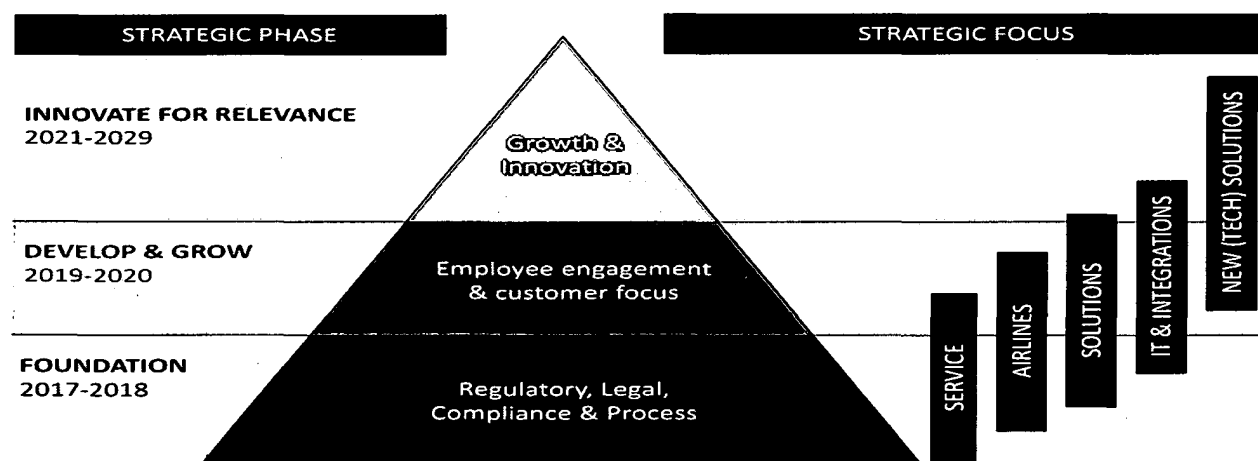 STRATEGIC PHASE
STRATEGIC FOCUS
INNOVATE FOR RELEVANCE
2021-2029
Growth &
Innovation
DEVELOP & GROW
2019-2020
Employee engagement
& customer focus
FOUNDATION
2017-2018
Regulatory, Legal,
Compliance & Process
SERVICE
AIRLINES
SOLUTIONS
IT & INTEGRATIONS
NEW (TECH) SOLUTIONS